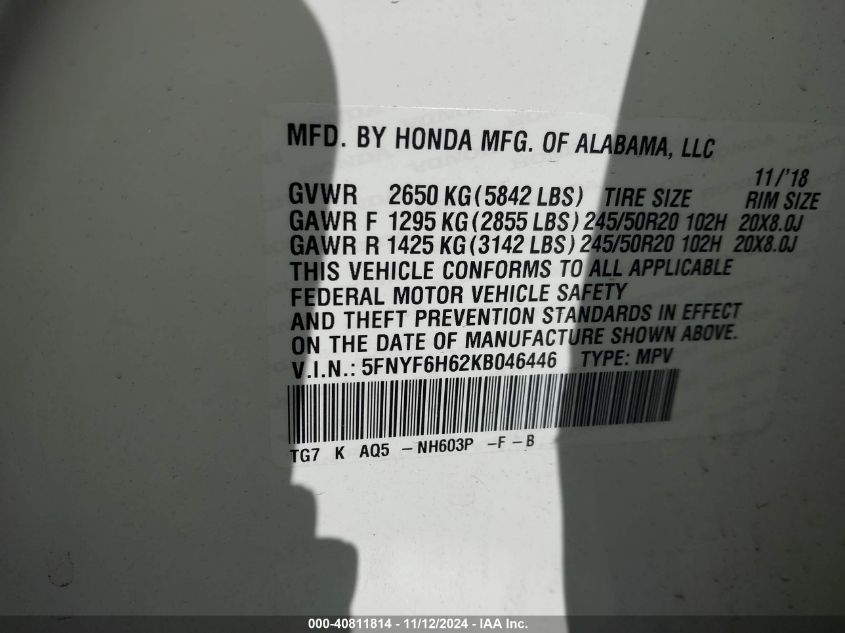 MFD. BY HONDA MFG. OF ALABAMA, LLC
11/'18
GVWR 2650 KG (5842 LBS) TIRE SIZE RIM SIZE
GAWR F 1295 KG (2855 LBS) 245/50R20 102H 20X8.0J
GAWR R 1425 KG (3142 LBS) 245/50R20 102H 20X8.0J
THIS VEHICLE CONFORMS TO ALL APPLICABLE
FEDERAL MOTOR VEHICLE SAFETY
AND THEFT PREVENTION STANDARDS IN EFFECT
ON THE DATE OF MANUFACTURE SHOWN ABOVE.
V.I.N.: 5FNYF6H62KB046446 TYPE: MPV
TG7 K AQ5 -NH603P -F -B
000-40811814 - 11/12/2024 - IAA Inc.